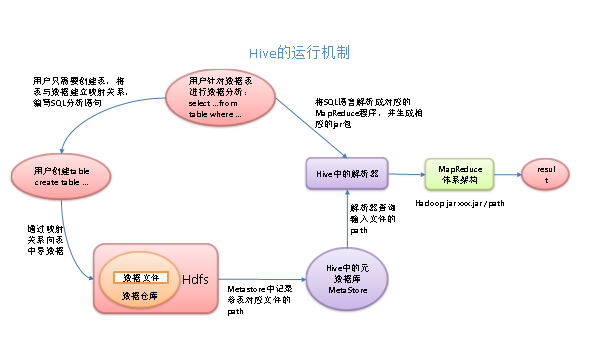 Hive的运行机制
用户只需要创建表，将
表与数据建立映射关系，
编写SQL分析语句
用户针对数据表
进行数据分析：
select ...from
table where ...
将SQL语言解析成对应的
MapReduce程序，并生成相
应的jar包
用户创建table
create table ...
Hive中的解析器
MapReduce
体系架构
resul
t
Hadoop jar xxx.jar /path
通过映射
关系向表
中导数据
解析器查询
输入文件的
path
数据文件
数据仓库
Hdfs
Metastore中记录
着表对应文件的
path
Hive中的元
数据库
MetaStore